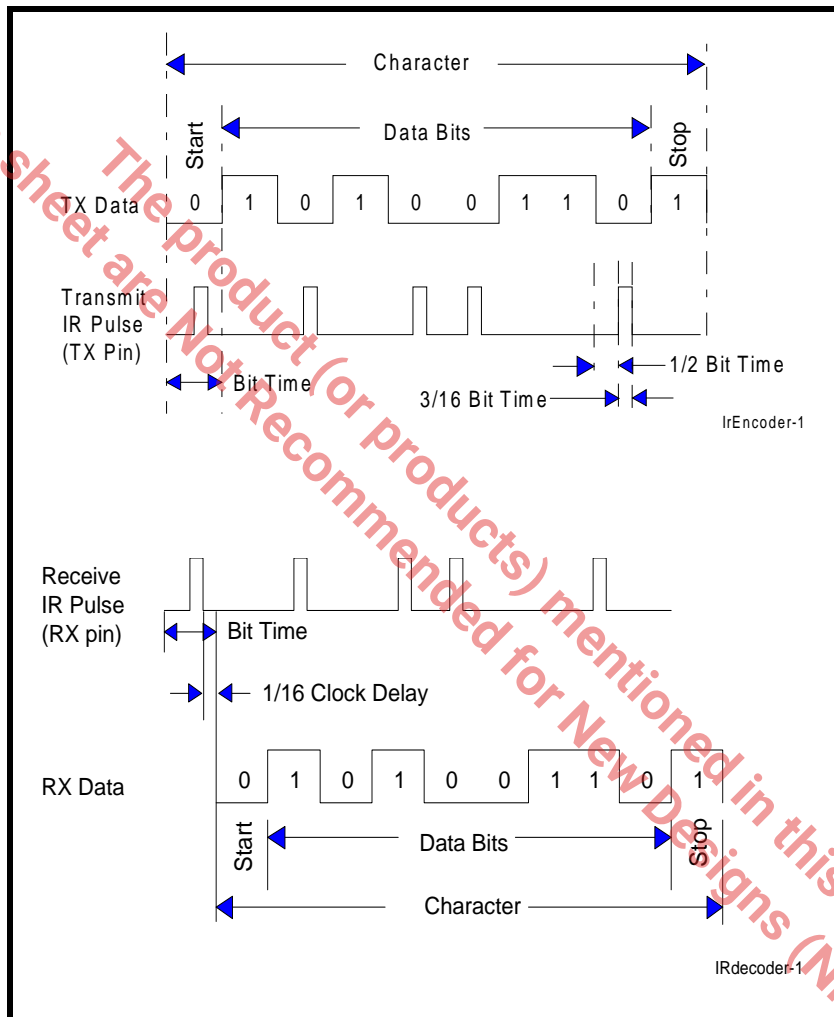 Character
Start
Data Bits
Stop
TX Data
0 1 0 1 0 0 1 1 0 1
Transmit
IR Pulse
(TX Pin)
Bit Time
1/2 Bit Time
3/16 Bit Time
IrEncoder-1
Receive
IR Pulse
(RX pin)
Bit Time
1/16 Clock Delay
RX Data
0 1 0 1 0 0 1 1 0 1
Start
Data Bits
Stop
Character
IRdecoder-1
The product (or products) mentioned in this
sheet are Not Recommended for New Designs